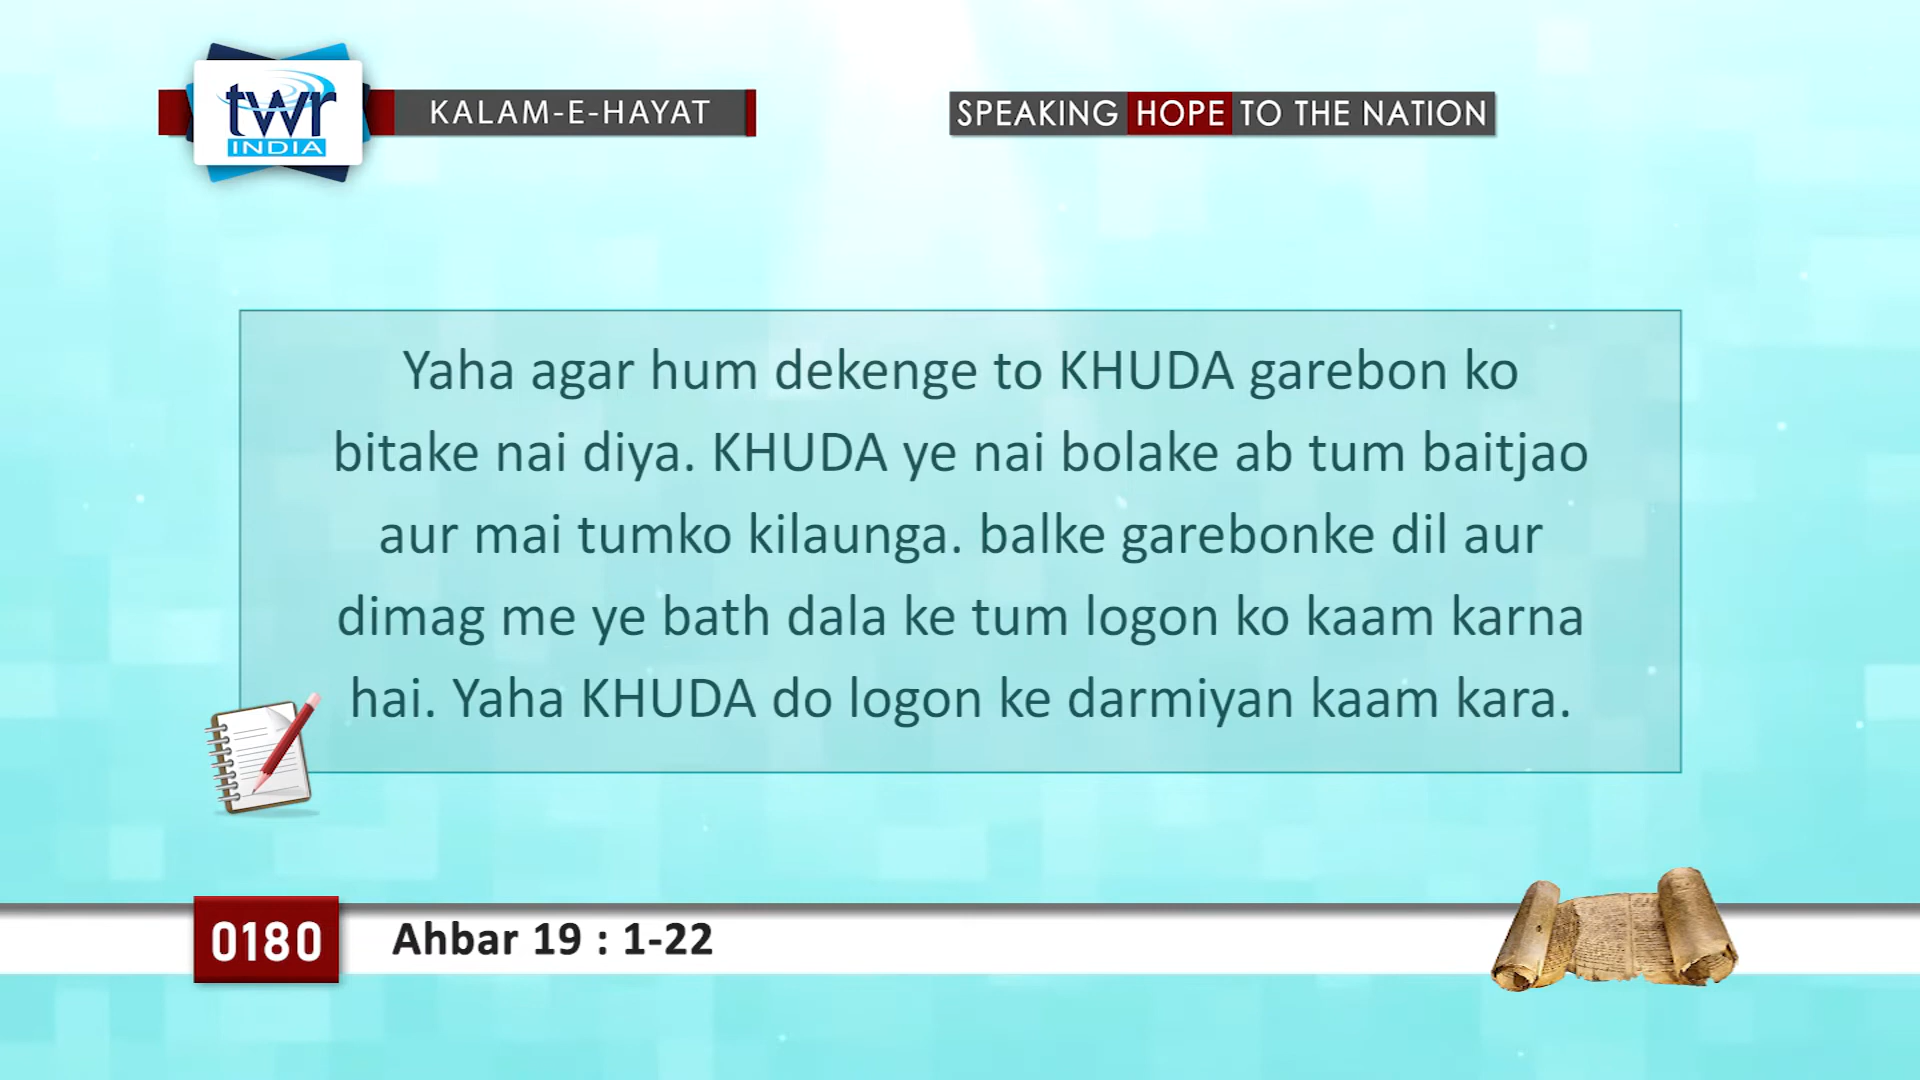 twr
INDIA
KALAM-E-HAYAT
SPEAKING HOPE TO THE NATION
Yaha agar hum dekenge to KHUDA garebon ko
bitake nai diya. KHUDA ye nai bolake ab tum baitjao
aur mai tumko kilaunga. balke garebonke dil aur
dimag me ye bath dala ke tum logon ko kaam karna
hai. Yaha KHUDA do logon ke darmiyan kaam kara.
0180
Ahbar 19 : 1-22